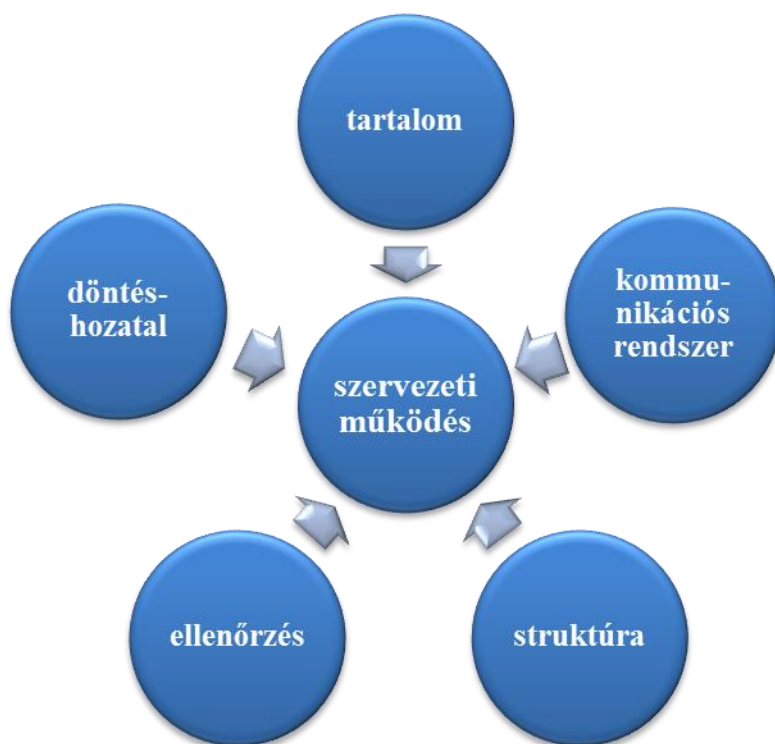 tartalom
döntés-
hozatal
kommu-
nikációs
rendszer
szervezeti
működés
ellenőrzés
struktúra